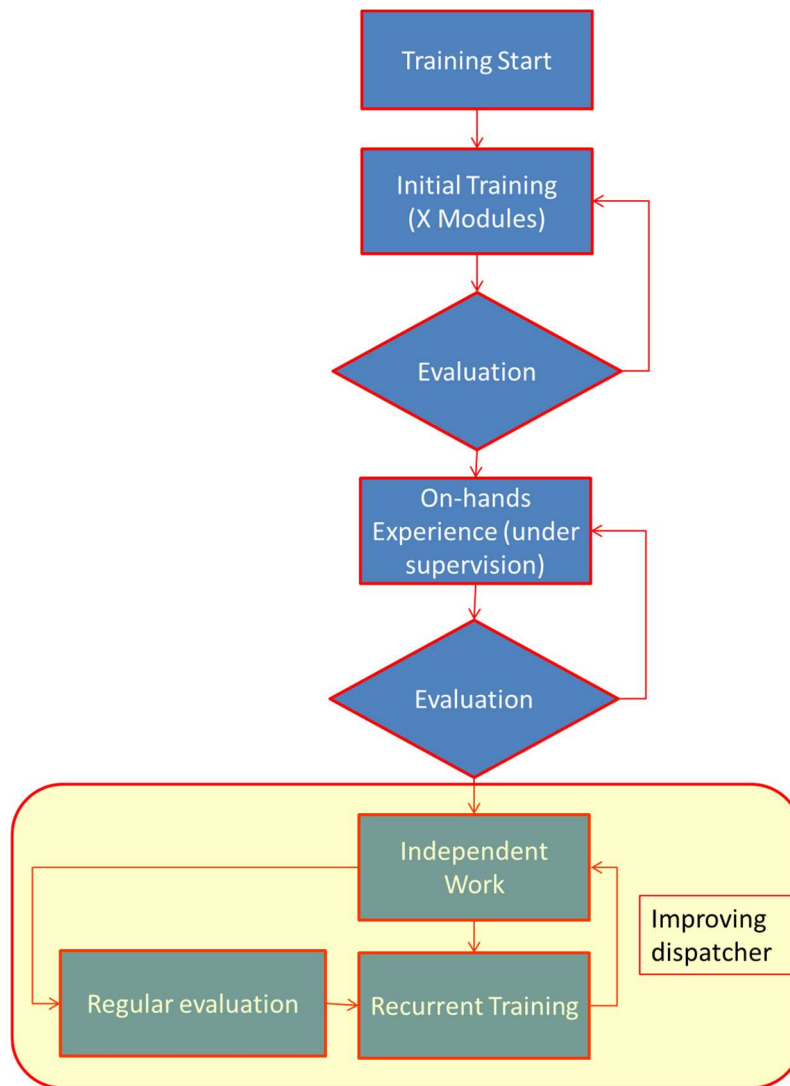 Training Start
Initial Training
(X Modules)
Evaluation
On-hands
Experience (under
supervision)
Evaluation
Independent
Work
Improving
dispatcher
Regular evaluation
Recurrent Training